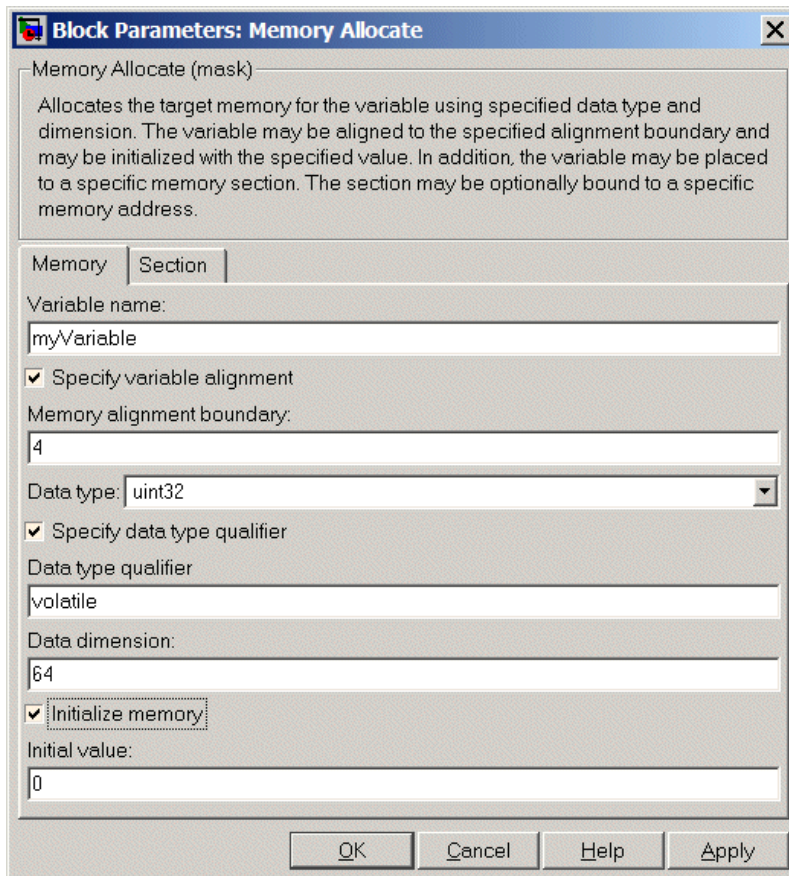 Block Parameters: Memory Allocate
Memory Allocate (mask)
Allocates the target memory for the variable using specified data type and
dimension. The variable may be aligned to the specified alignment boundary and
may be initialized with the specified value. In addition, the variable may be placed
to a specific memory section. The section may be optionally bound to a specific
memory address.
Memory Section
Variable name:
myVariable
Specify variable alignment
Memory alignment boundary:
4
Data type: uint32
Specify data type qualifier
Data type qualifier
volatile
Data dimension:
64
Initialize memory
Initial value:
0
OK Cancel Help Apply